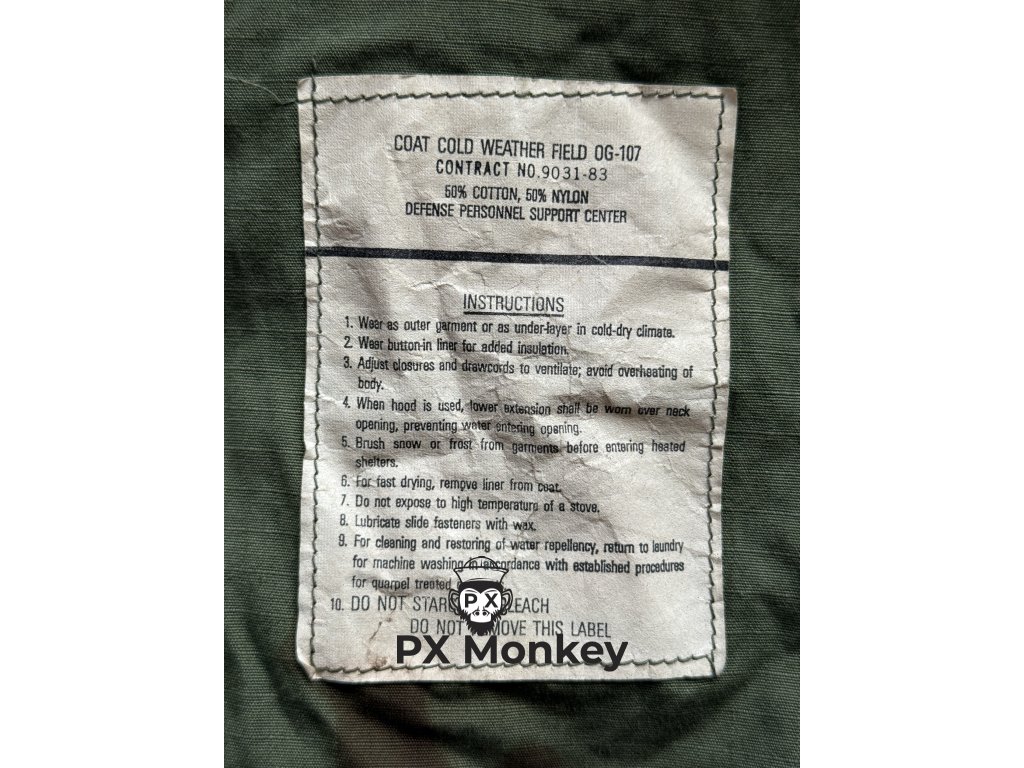 COAT COLD WEATHER FIELD OG-107
CONTRACT NO.9031-83
50% COTTON, 50% NYLON
DEFENSE PERSONNEL SUPPORT CENTER
INSTRUCTIONS
1. Wear as outer garment or as under-layer in cold-dry climate.
2. Wear button-in liner for added insulation.
3. Adjust closures and drawcords to ventilate; avoid overheating of
body.
4. When hood is used, lower extension shall be worn over neck
opening, preventing water entering opening.
5. Brush snow or frost from garments before entering heated
shelters.
6. For fast drying, remove liner from coat.
7. Do not expose to high temperature of a stove.
8. Lubricate slide fasteners with wax.
9. For cleaning and restoring of water repellency, return to laundry
for machine washing in accordance with established procedures
for quarpel treated
10. DO NOT
DO NOT THIS LABEL
PX
PX Monkey